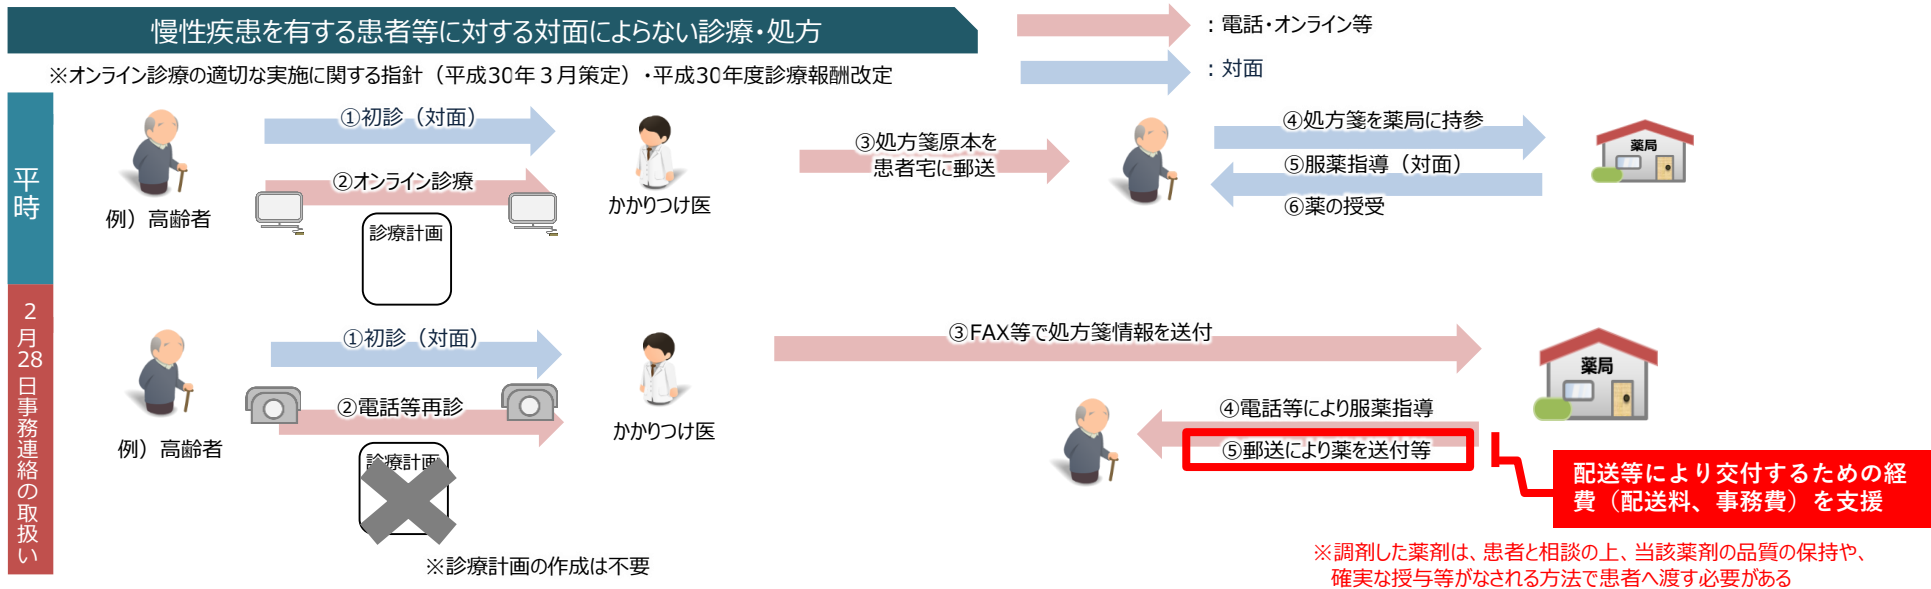 慢性疾患を有する患者等に対する対面によらない診療・処方
：電話・オンライン等
：対面
※オンライン診療の適切な実施に関する指針（平成30年３月策定）・平成30年度診療報酬改定
平時
①初診（対面）
②オンライン診療
診療計画
例）高齢者
かかりつけ医
③処方箋原本を
患者宅に郵送
④処方箋を薬局に持参
⑤服薬指導（対面）
⑥薬の授受
薬局
２月28日事務連絡の取扱い
①初診（対面）
②電話等再診
診療計画
例）高齢者
かかりつけ医
※診療計画の作成は不要
③FAX等で処方箋情報を送付
薬局
④電話等により服薬指導
⑤郵送により薬を送付等
配送等により交付するための経
費（配送料、事務費）を支援
※調剤した薬剤は、患者と相談の上、当該薬剤の品質の保持や、
確実な授与等がなされる方法で患者へ渡す必要がある